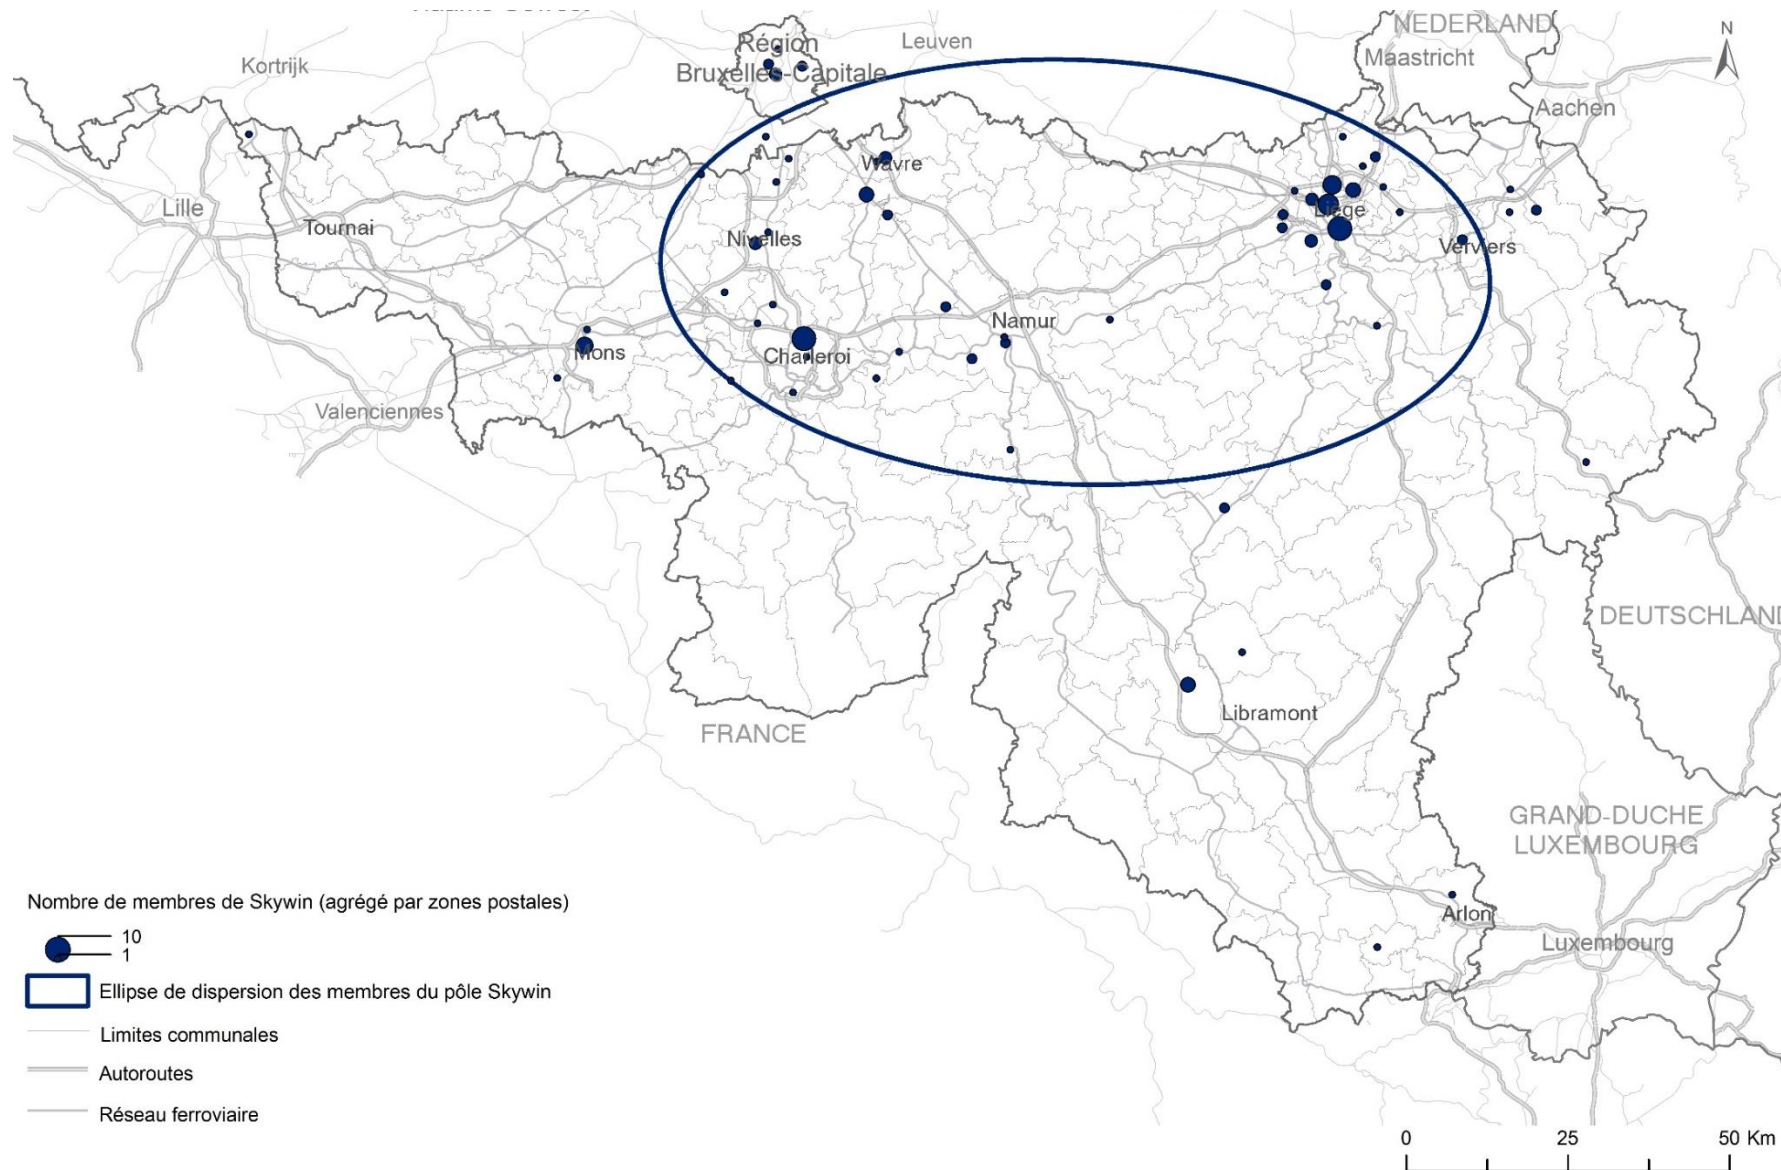 NEDERLAND
Région
Bruxelles-Capitale
Leuven
Maastricht
Kortrijk
Aachen
Wavre
Lille
Tournai
Nivelles
Liège
Verviers
Namur
Mons
Charleroi
Valenciennes
DEUTSCHLAND
FRANCE
Libramont
GRAND-DUCHE
LUXEMBOURG
Arlon
Luxembourg
N
Nombre de membres de Skywin (agrégé par zones postales)
10
1
Ellipse de dispersion des membres du pôle Skywin
Limites communales
Autoroutes
Réseau ferroviaire
0 25 50 Km